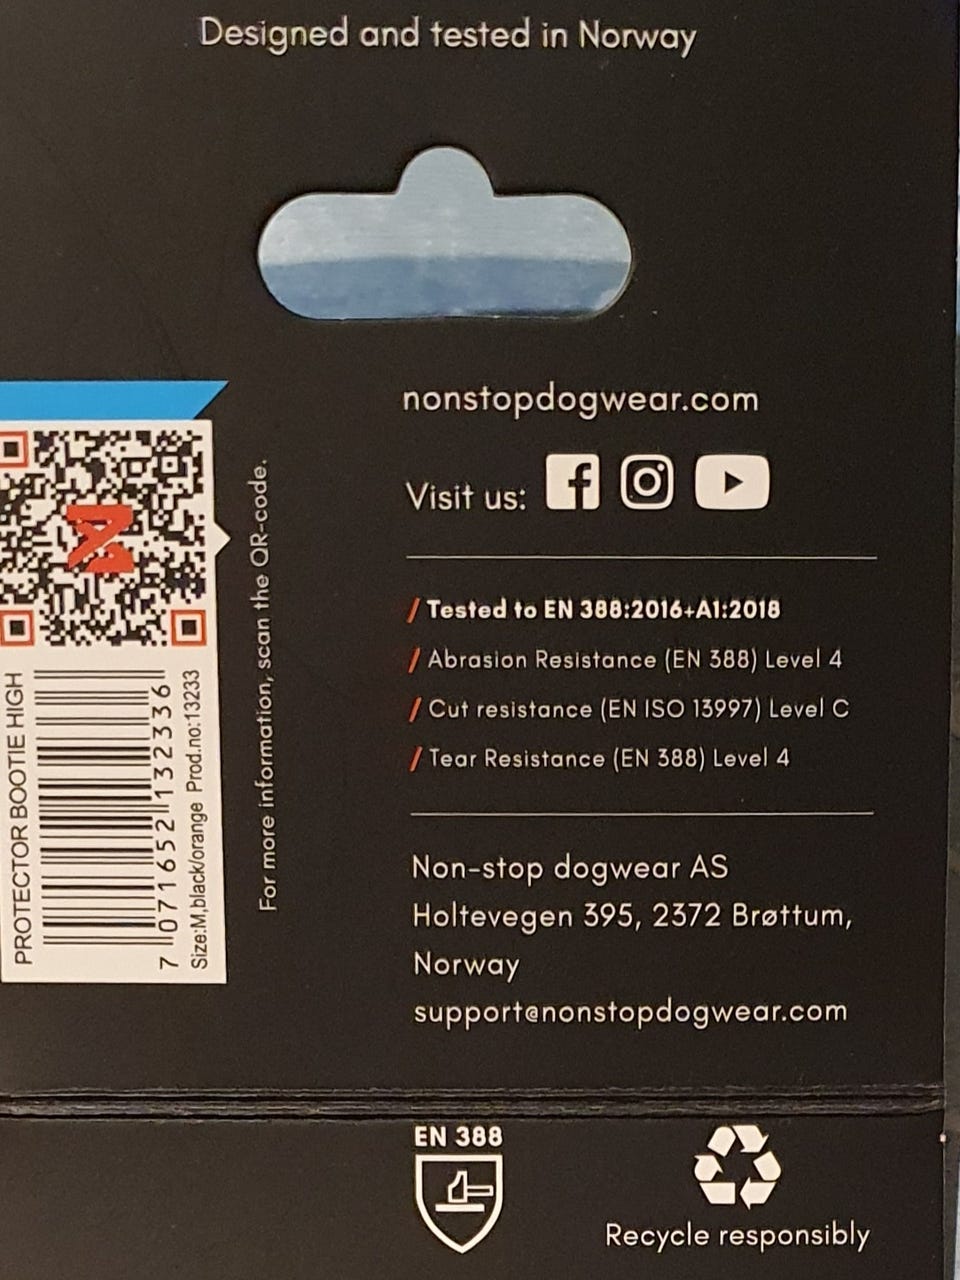 Designed and tested in Norway
nonstopdogwear.com
Visit us:
/ Tested to EN 388:2016+A1:2018
/ Abrasion Resistance (EN 388) Level 4
/ Cut resistance (EN ISO 13997) Level C
/ Tear Resistance (EN 388) Level 4
Non-stop dogwear AS
Holtevegen 395, 2372 Brøttum,
Norway
support@nonstopdogwear.com
For more information, scan the QR-code.
PROTECTOR BOOTIE HIGH
7 071652 132336
Size:M,black/orange Prod.no:13233
EN 388
Recycle responsibly